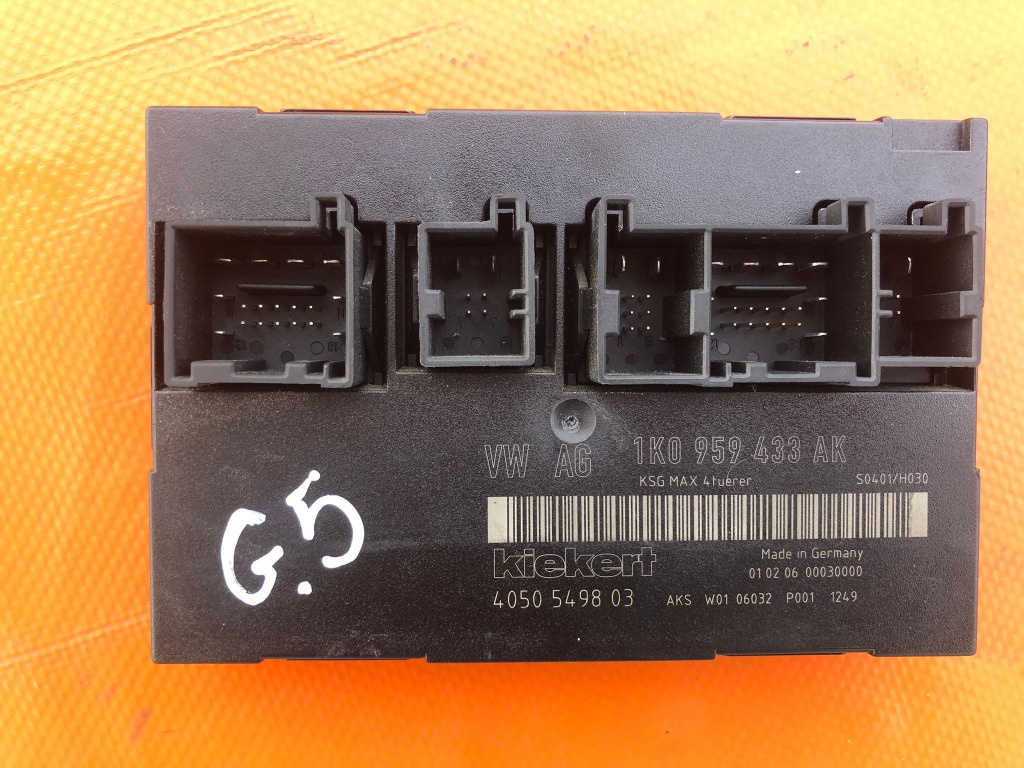 VW AG 1K0 959 433 AK
KSG MAX 4tuerer S0401/H030
kiekert
Made in Germany
01 02 06 00030000
4050 5498 03 AKS W01 06032 P001 1249
G.5